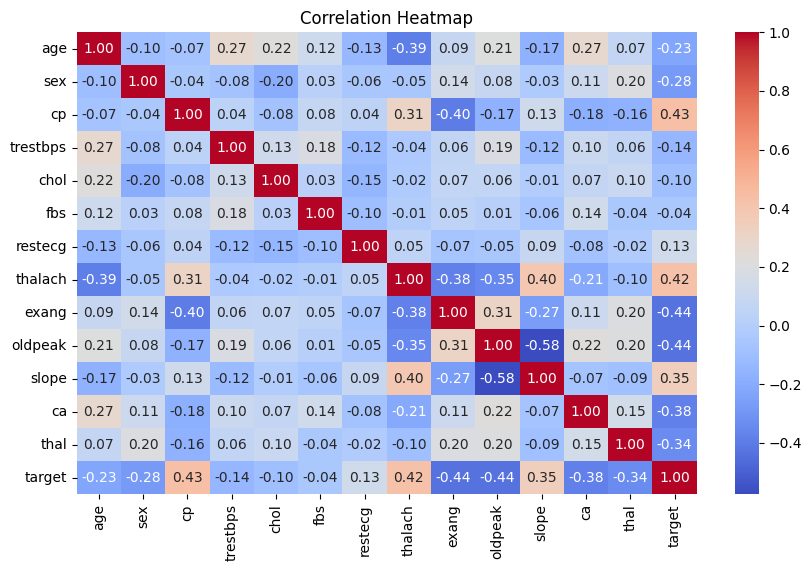 Correlation Heatmap
age 1.00 -0.10 -0.07 0.27 0.22 0.12 -0.13 -0.39 0.09 0.21 -0.17 0.27 0.07 -0.23
sex -0.10 1.00 -0.04 -0.08 -0.20 0.03 -0.06 -0.05 0.14 0.08 -0.03 0.11 0.20 -0.28
cp -0.07 -0.04 1.00 0.04 -0.08 0.08 0.04 0.31 -0.40 -0.17 0.13 -0.18 -0.16 0.43
trestbps 0.27 -0.08 0.04 1.00 0.13 0.18 -0.12 -0.04 0.06 0.19 -0.12 0.10 0.06 -0.14
chol 0.22 -0.20 -0.08 0.13 1.00 0.03 -0.15 -0.02 0.07 0.06 -0.01 0.07 0.10 -0.10
fbs 0.12 0.03 0.08 0.18 0.03 1.00 -0.10 -0.01 0.05 0.01 -0.06 0.14 -0.04 -0.04
restecg -0.13 -0.06 0.04 -0.12 -0.15 -0.10 1.00 0.05 -0.07 -0.05 0.09 -0.08 -0.02 0.13
thalach -0.39 -0.05 0.31 -0.04 -0.02 -0.01 0.05 1.00 -0.38 -0.35 0.40 -0.21 -0.10 0.42
exang 0.09 0.14 -0.40 0.06 0.07 0.05 -0.07 -0.38 1.00 0.31 -0.27 0.11 0.20 -0.44
oldpeak 0.21 0.08 -0.17 0.19 0.06 0.01 -0.05 -0.35 0.31 1.00 -0.58 0.22 0.20 -0.44
slope -0.17 -0.03 0.13 -0.12 -0.01 -0.06 0.09 0.40 -0.27 -0.58 1.00 -0.07 -0.09 0.35
ca 0.27 0.11 -0.18 0.10 0.07 0.14 -0.08 -0.21 0.11 0.22 -0.07 1.00 0.15 -0.38
thal 0.07 0.20 -0.16 0.06 0.10 -0.04 -0.02 -0.10 0.20 0.20 -0.09 0.15 1.00 -0.34
target -0.23 -0.28 0.43 -0.14 -0.10 -0.04 0.13 0.42 -0.44 -0.44 0.35 -0.38 -0.34 1.00
age sex cp trestbps chol fbs restecg thalach exang oldpeak slope ca thal target
1.0
0.8
0.6
0.4
0.2
0.0
−0.2
−0.4